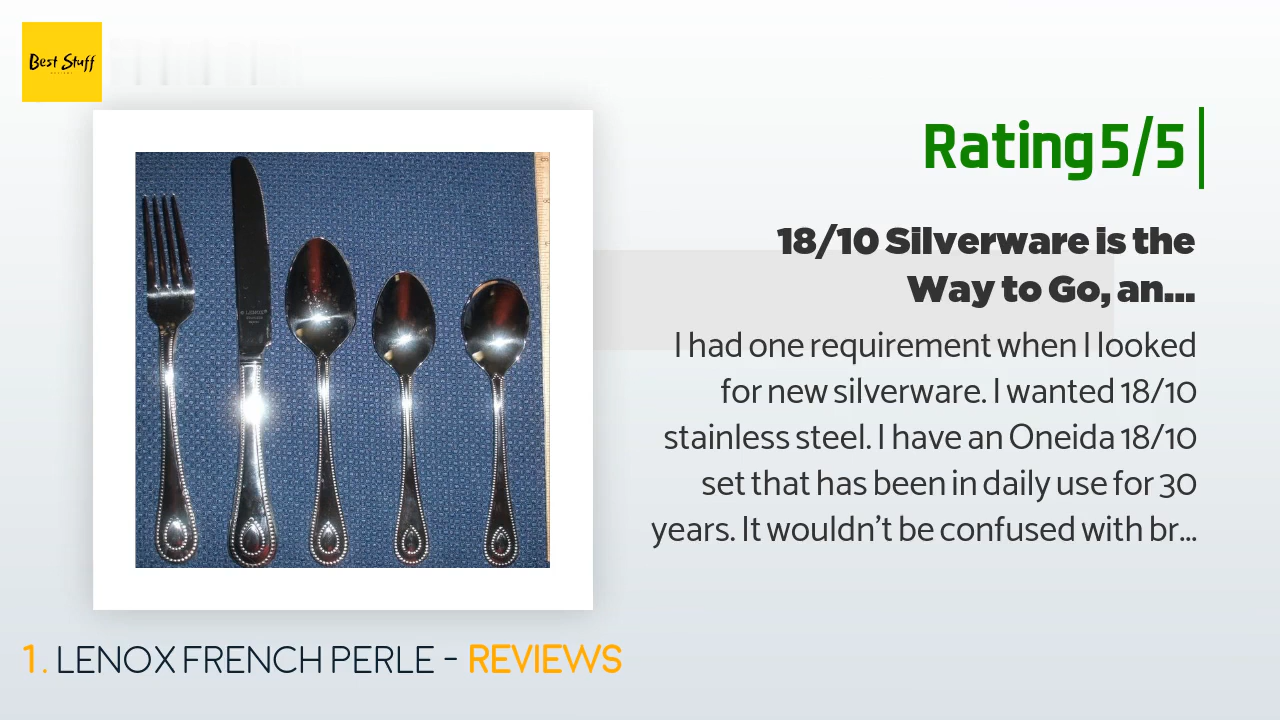 Best Stuff
Rating 5/5
18/10 Silverware is the
Way to Go, an...
I had one requirement when I looked
for new silverware. I wanted 18/10
stainless steel. I have an Oneida 18/10
set that has been in daily use for 30
years. It wouldn't be confused with br...
LENOX
1. LENOX FRENCH PERLE - REVIEWS